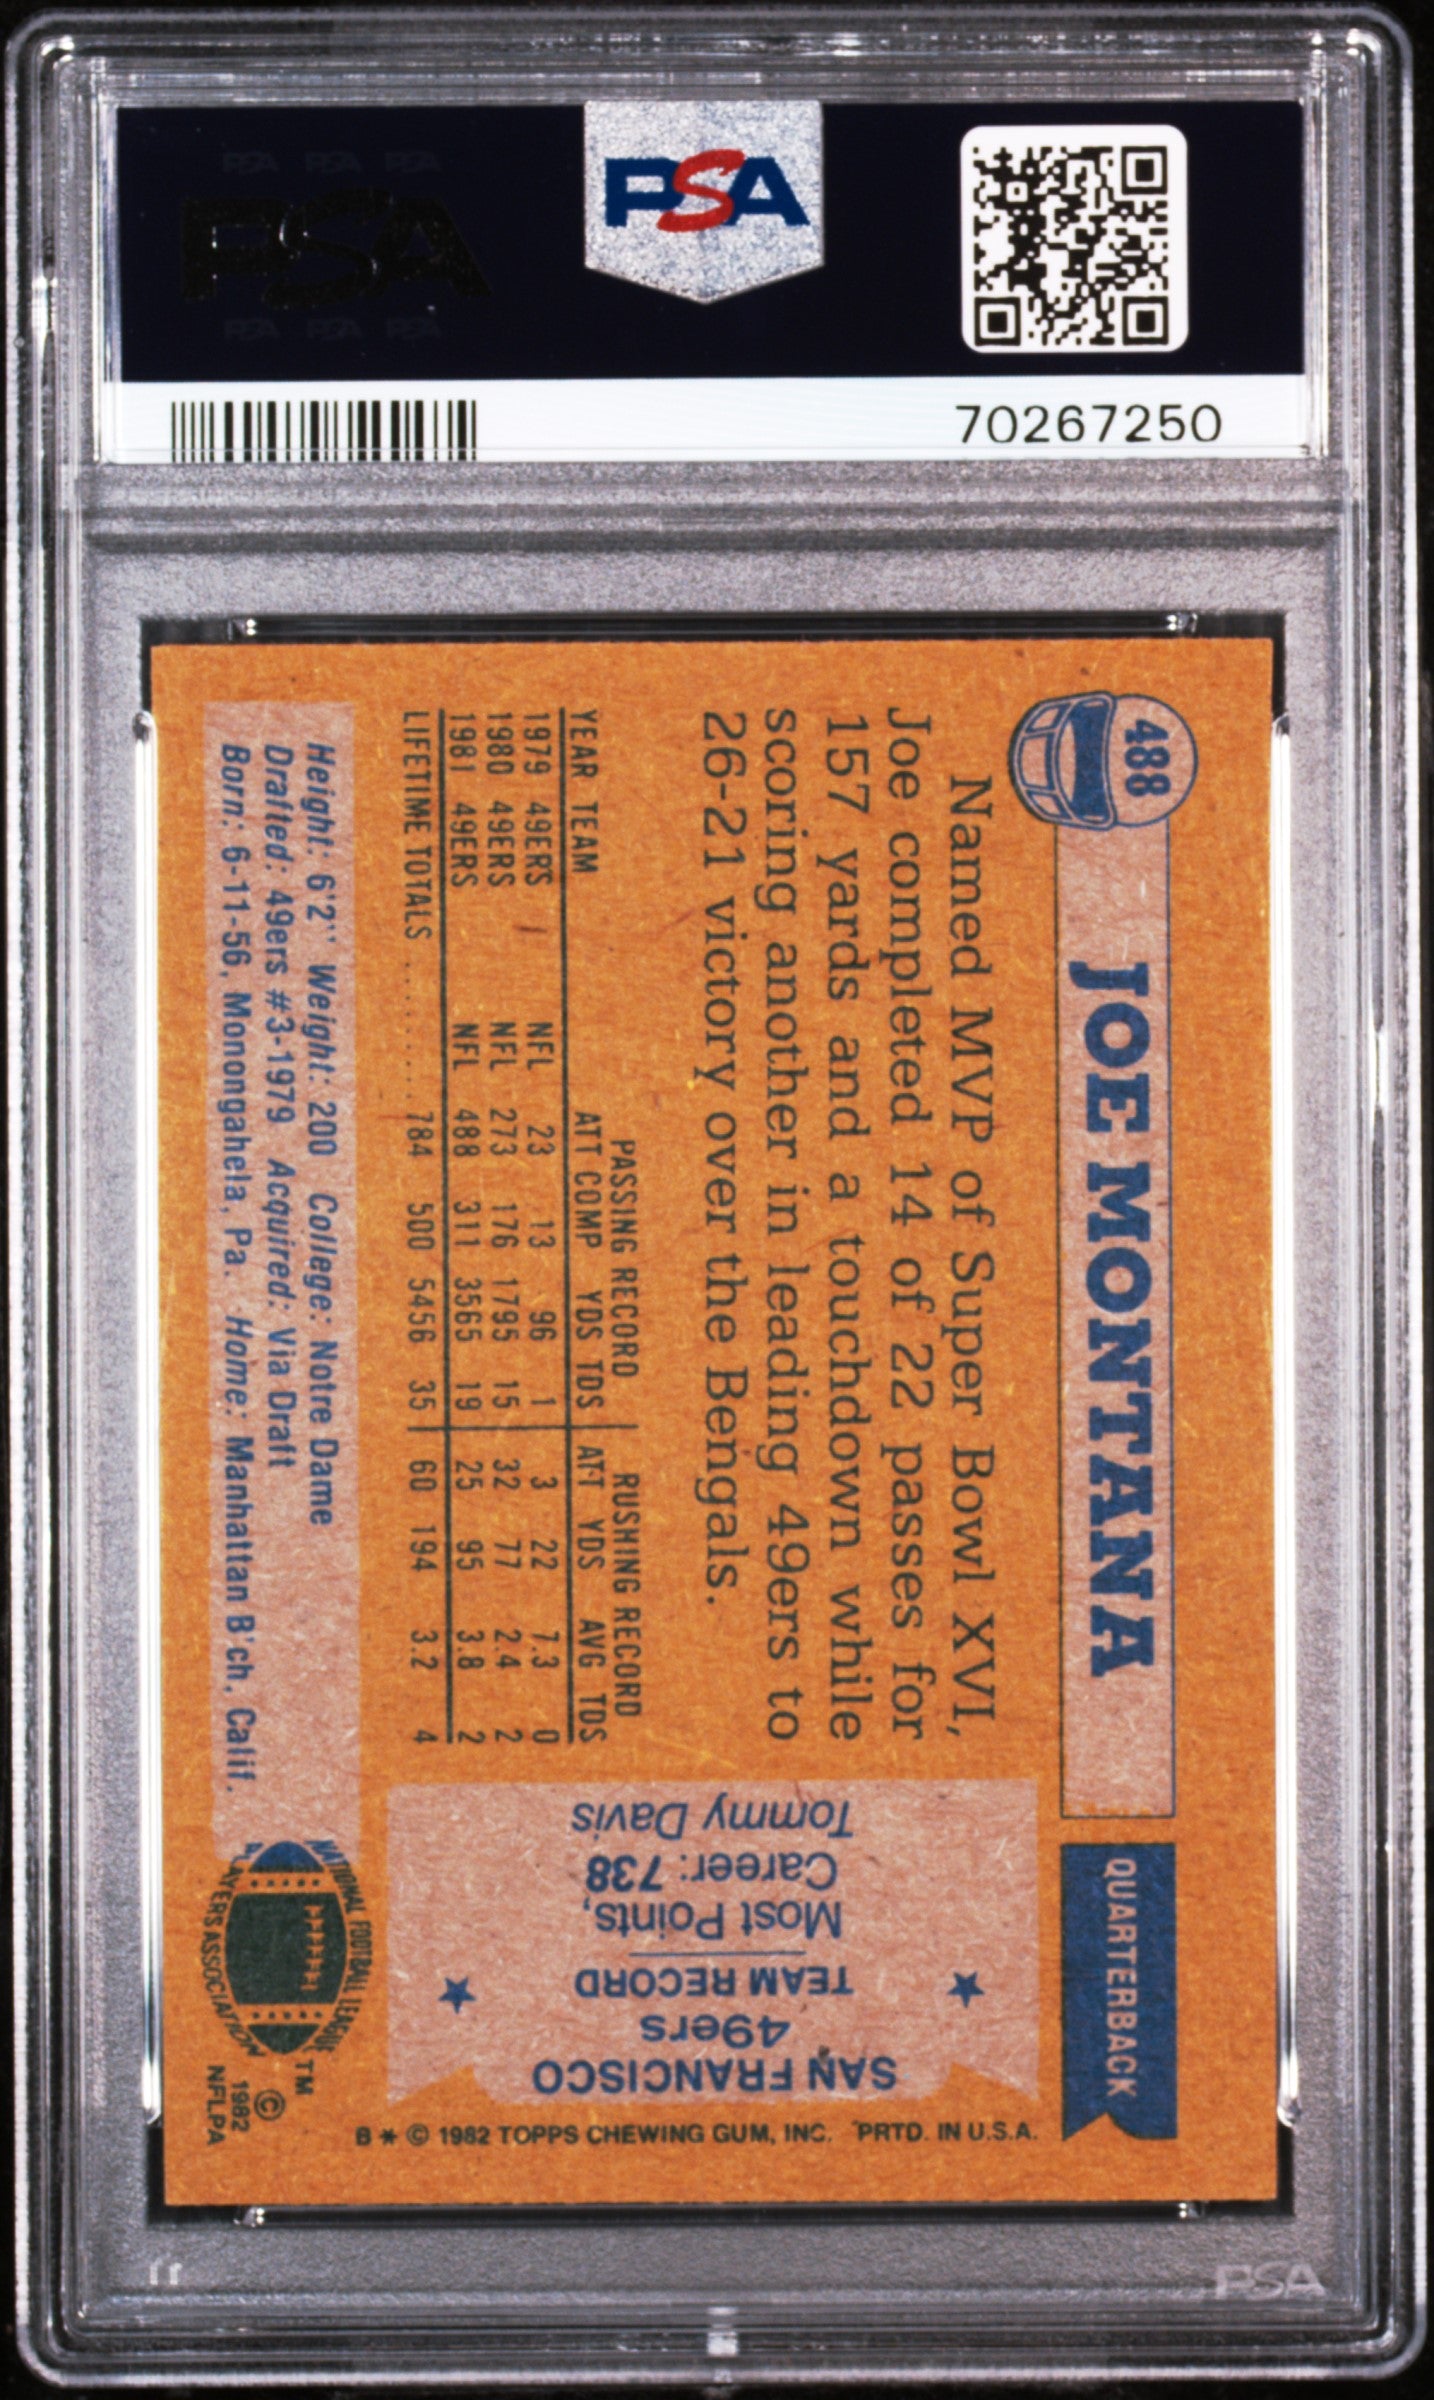 PSA PSA PSA
PSA
PSA PSA PSA
PSA
70267250
488
JOE MONTANA
QUARTERBACK
Named MVP of Super Bowl XVI,
Joe completed 14 of 22 passes for
157 yards and a touchdown while
scoring another in leading 49ers to
26-21 victory over the Bengals.
PASSING RECORD RUSHING RECORD
YEAR TEAM ATT COMP YDS TDS ATT YDS AVG TDS
1979 49ERS NFL 23 13 96 1 3 22 7.3 0
1980 49ERS NFL 273 176 1795 15 32 77 2.4 2
1981 49ERS NFL 488 311 3565 19 25 95 3.8 2
LIFETIME TOTALS ......... 784 500 5456 35 60 194 3.2 4
Height: 6'2'' Weight: 200 College: Notre Dame
Drafted: 49ers #3-1979 Acquired: Via Draft
Born: 6-11-56, Monongahela, Pa. Home: Manhattan B'ch, Calif.
SAN FRANCISCO
49ers
TEAM RECORD
Most Points,
Career: 738
Tommy Davis
NATIONAL FOOTBALL LEAGUE
PLAYERS ASSOCIATION
TM
©
1982
NFLPA
B * © 1982 TOPPS CHEWING GUM, INC. PRTD. IN U.S.A.
PSA